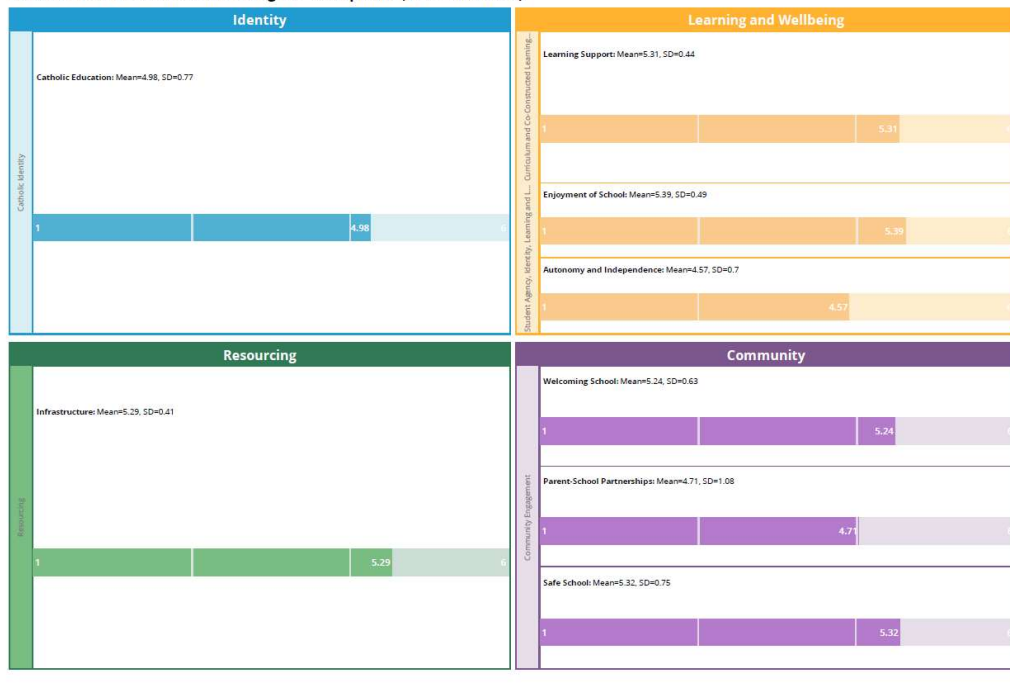 Identity
Catholic Identity
Catholic Education: Mean=4.98, SD=0.77
1 4.98 6
Learning and Wellbeing
Curriculum and Co-Constructed Learning...
Learning Support: Mean=5.31, SD=0.44
1 5.31
Student Agency, Identity, Learning and L...
Enjoyment of School: Mean=5.39, SD=0.49
1 5.39
Autonomy and Independence: Mean=4.57, SD=0.7
1 4.57
Resourcing
Resourcing
Infrastructure: Mean=5.29, SD=0.41
1 5.29 6
Community
Community Engagement
Welcoming School: Mean=5.24, SD=0.63
1 5.24
Parent-School Partnerships: Mean=4.71, SD=1.08
1 4.71
Safe School: Mean=5.32, SD=0.75
1 5.32